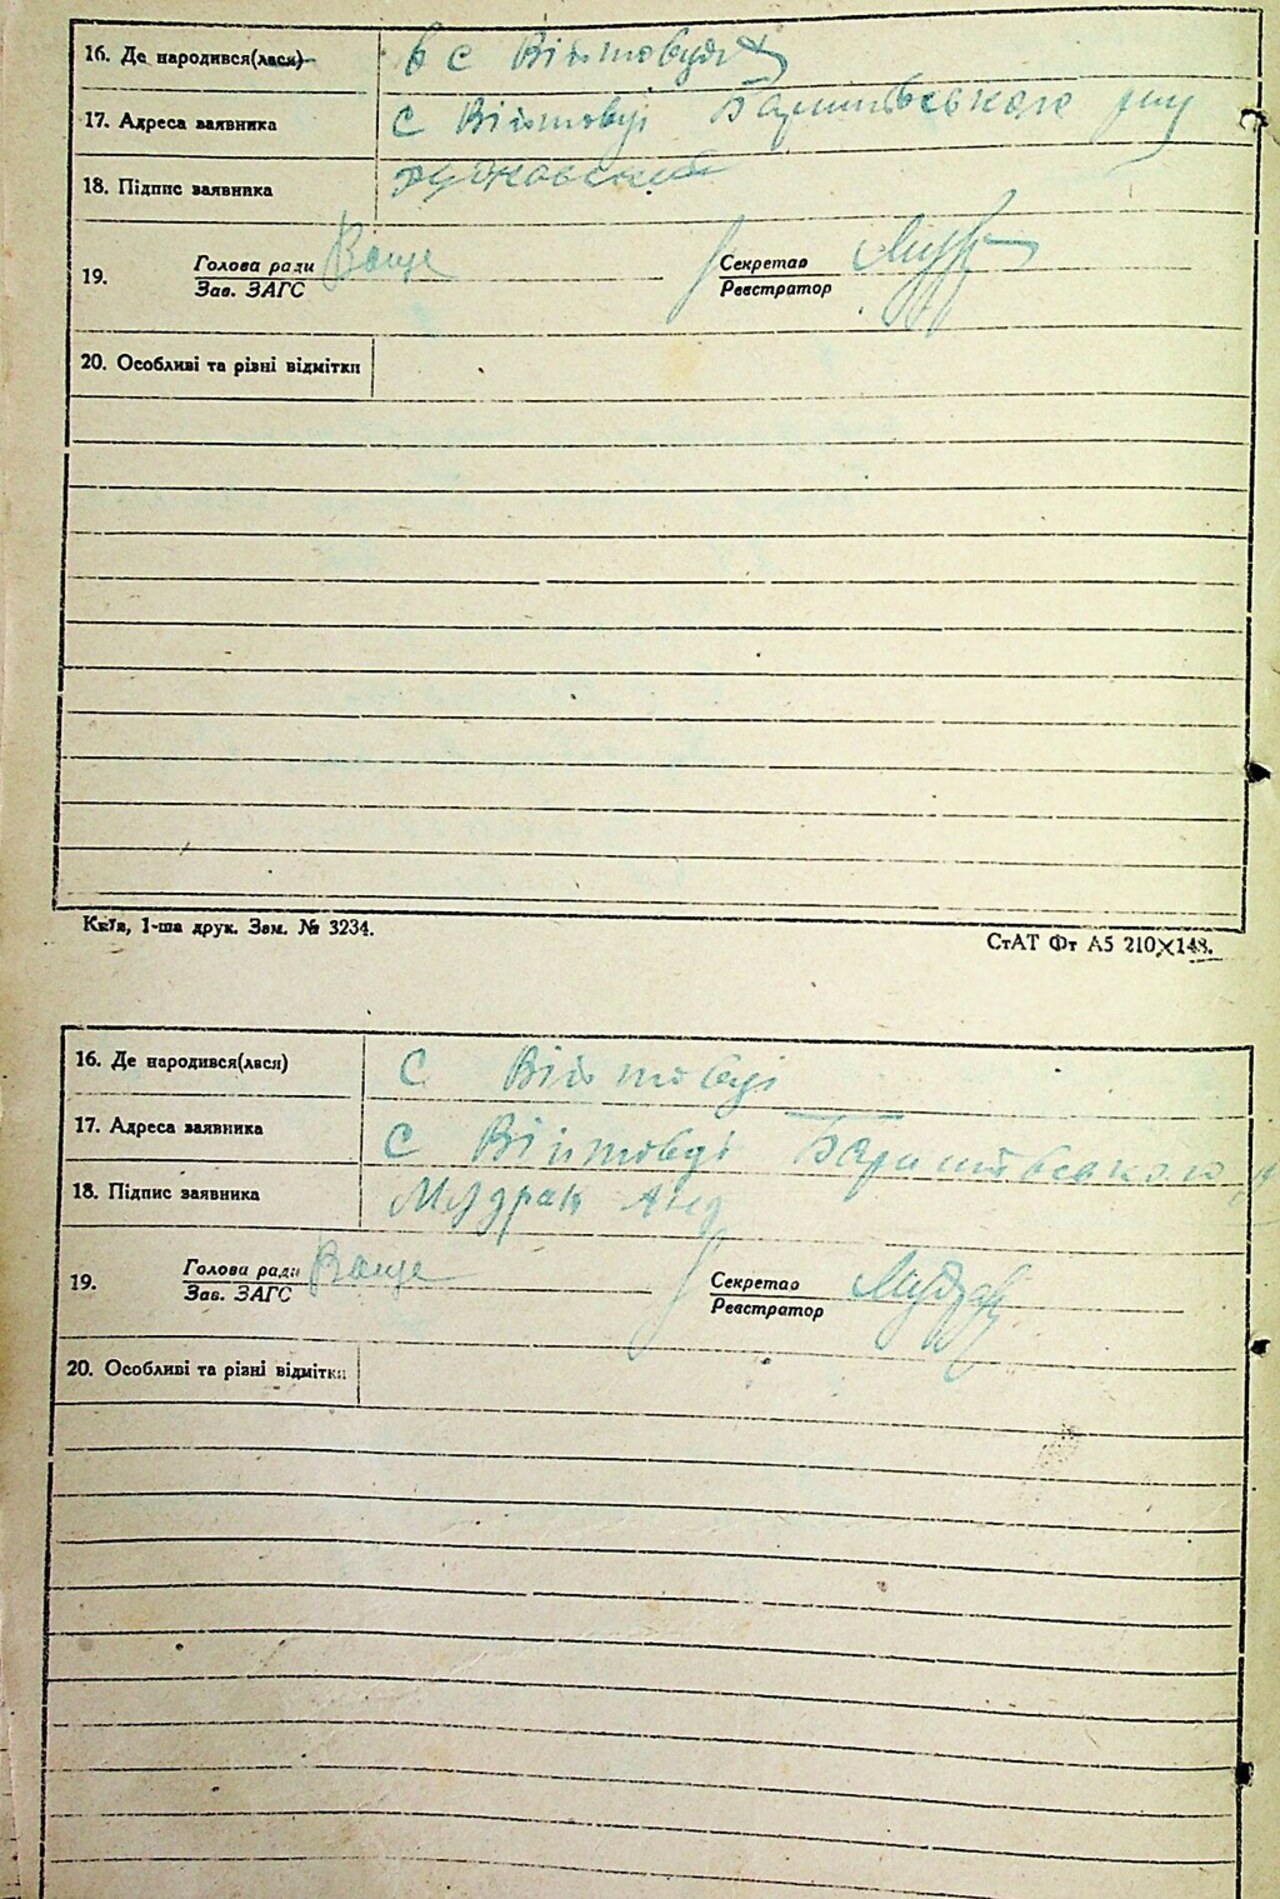 16. Де народився(лася) в с Війтовцях
17. Адреса заявника с Війтовці Баришівського р-ну
18. Підпис заявника
19. Голова ради Ваще Секретар
Зав. ЗАГС Реєстратор
20. Особливі та різні відмітки
Київ, 1-ша друк. Зам. № 3234.
СтАТ Фт А5 210×148.
16. Де народився(лася) с Війтовці
17. Адреса заявника с Війтовці Баришівського
18. Підпис заявника
19. Голова ради Ваще Секретар
Зав. ЗАГС Реєстратор
20. Особливі та різні відмітки